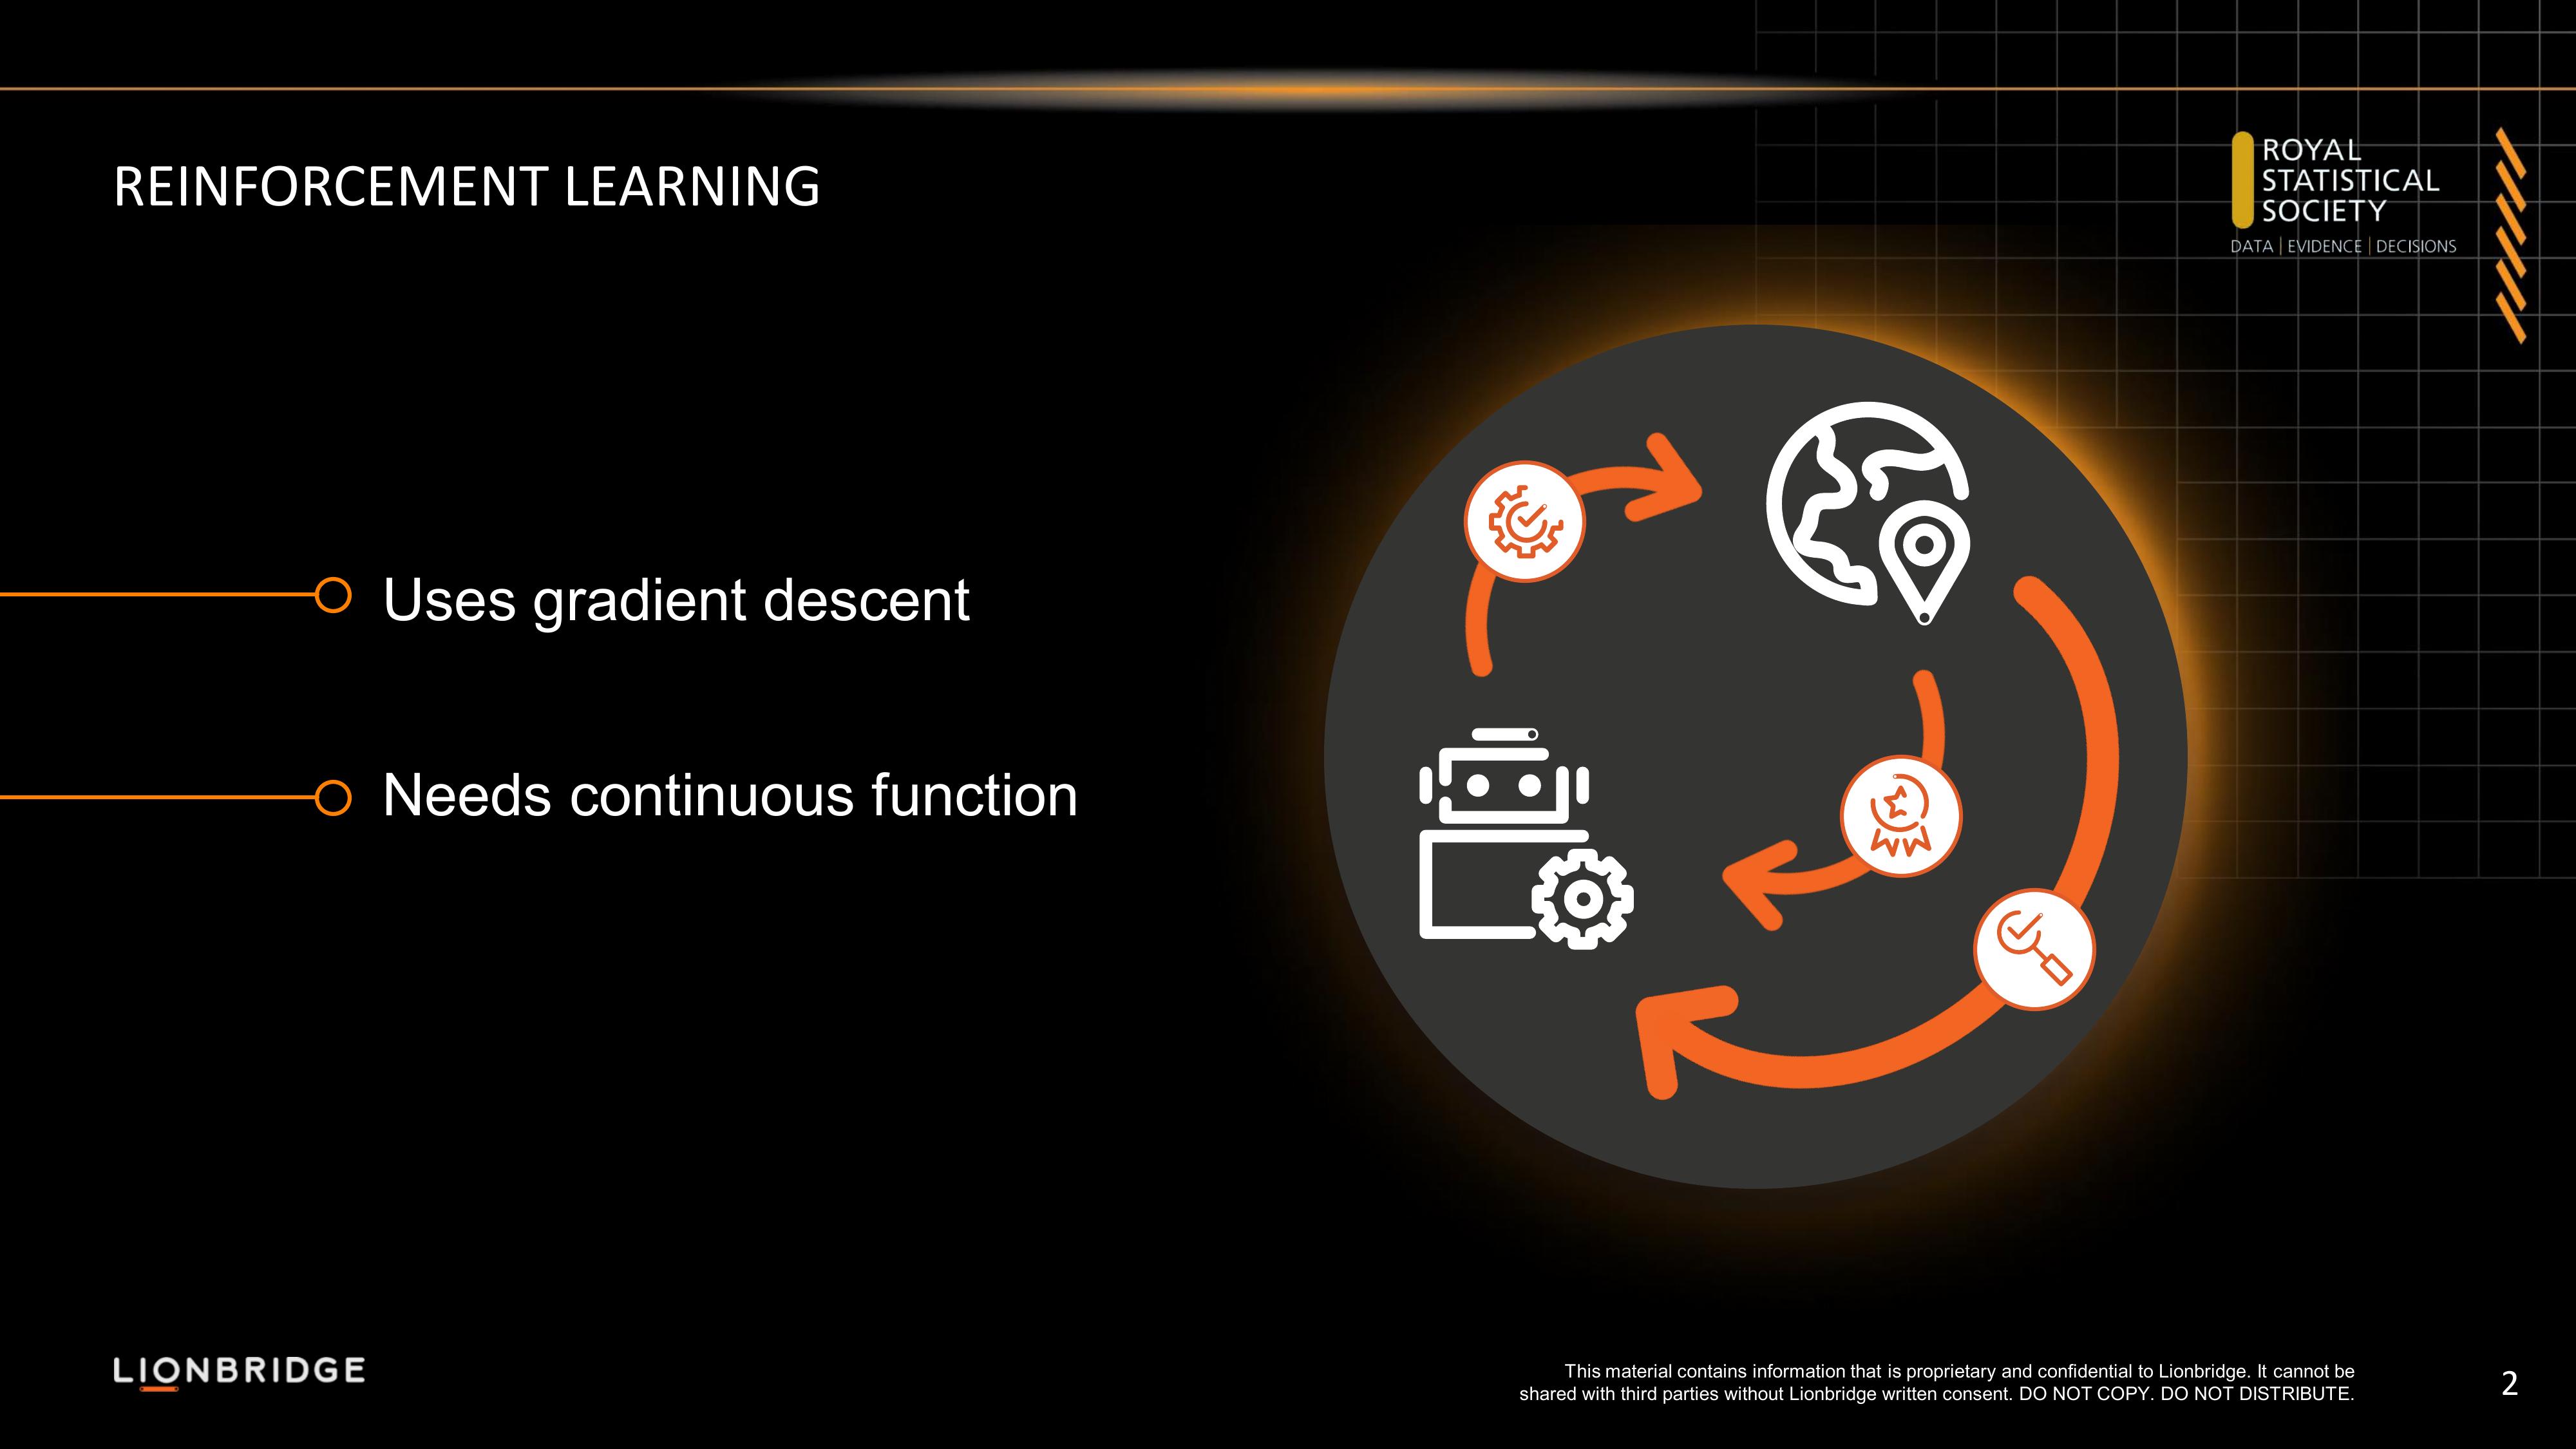 REINFORCEMENT LEARNING
ROYAL
STATISTICAL
SOCIETY
DATA | EVIDENCE | DECISIONS
Uses gradient descent
Needs continuous function
LIONBRIDGE
This material contains information that is proprietary and confidential to Lionbridge. It cannot be
shared with third parties without Lionbridge written consent. DO NOT COPY. DO NOT DISTRIBUTE.
2